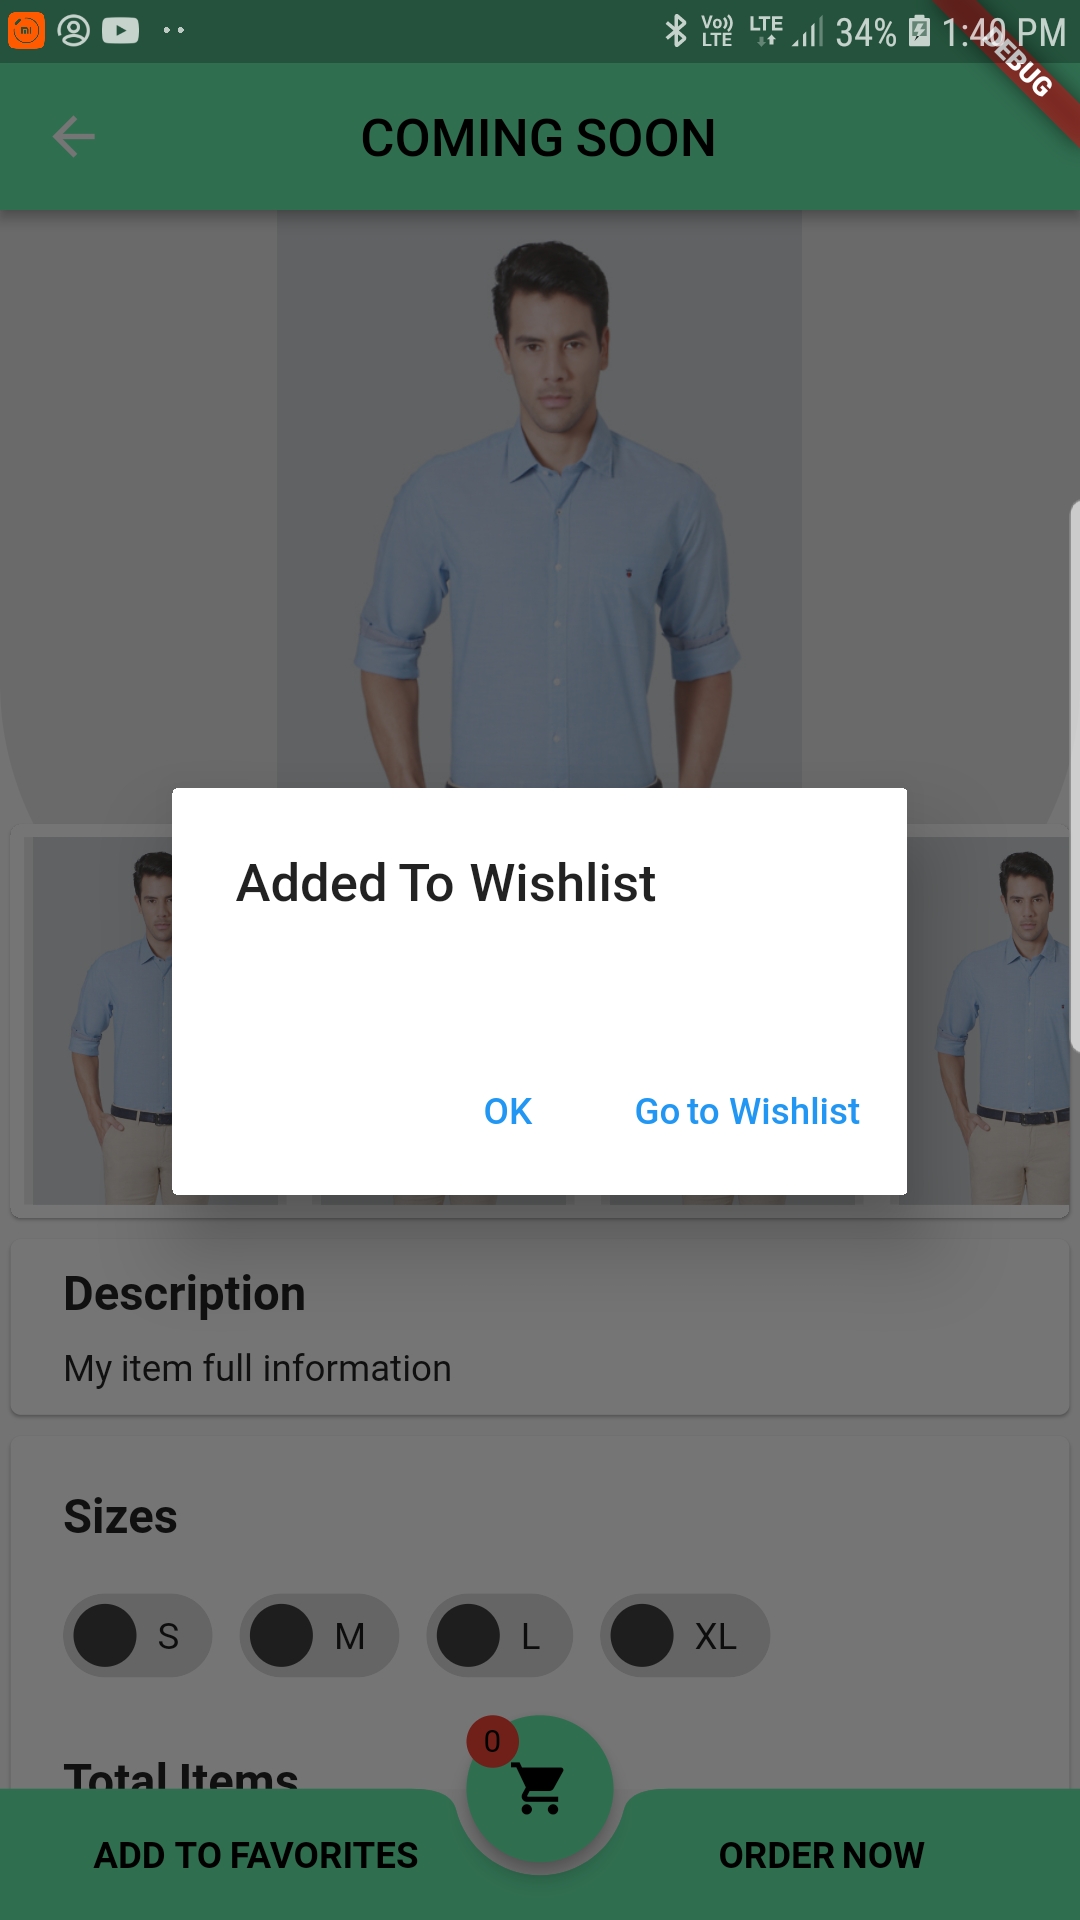 Vo)) LTE LTE 34% 1:40 PM
DEBUG
COMING SOON
Added To Wishlist
OK Go to Wishlist
Description
My item full information
Sizes
S M L XL
Total Items
0
ADD TO FAVORITES ORDER NOW